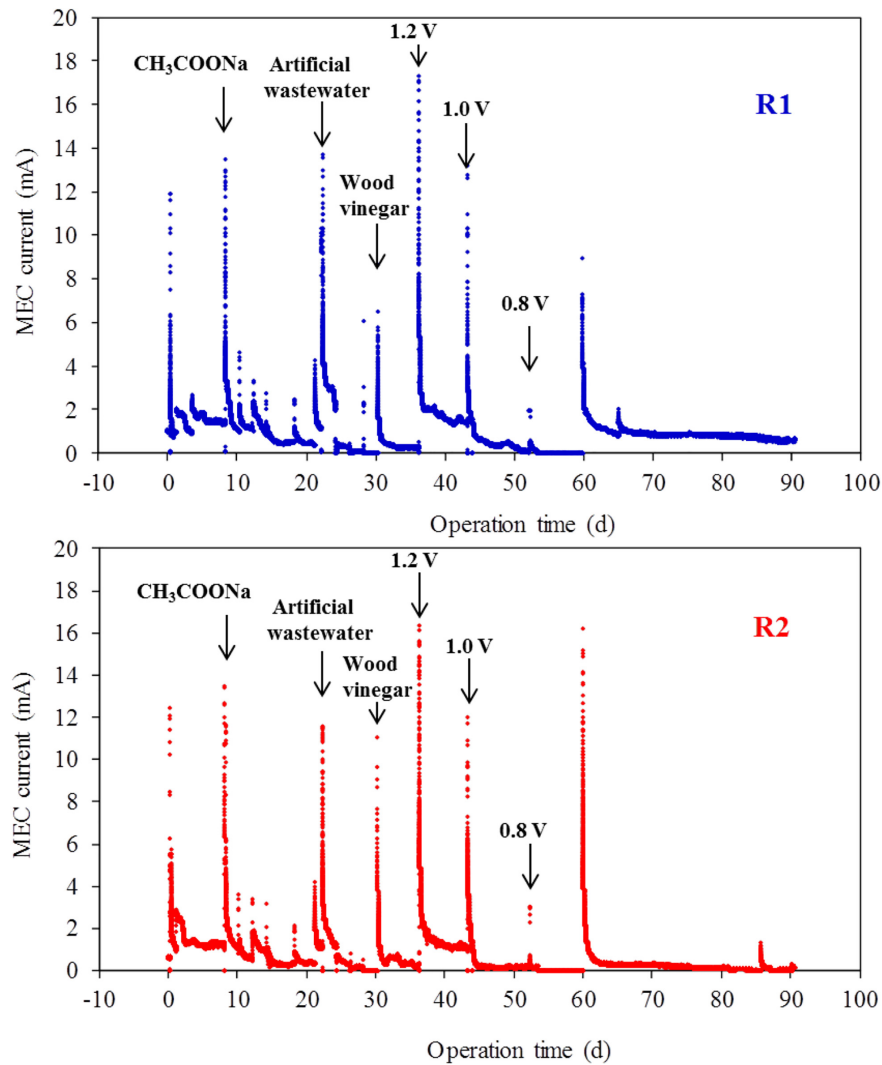 20
18
16
14
12
10
8
6
4
2
0
MEC current (mA)
CH₃COONa
Artificial
wastewater
Wood
vinegar
1.2 V
1.0 V
0.8 V
R1
-10 0 10 20 30 40 50 60 70 80 90 100
Operation time (d)
20
18
16
14
12
10
8
6
4
2
0
MEC current (mA)
CH₃COONa
Artificial
wastewater
Wood
vinegar
1.2 V
1.0 V
0.8 V
R2
-10 0 10 20 30 40 50 60 70 80 90 100
Operation time (d)